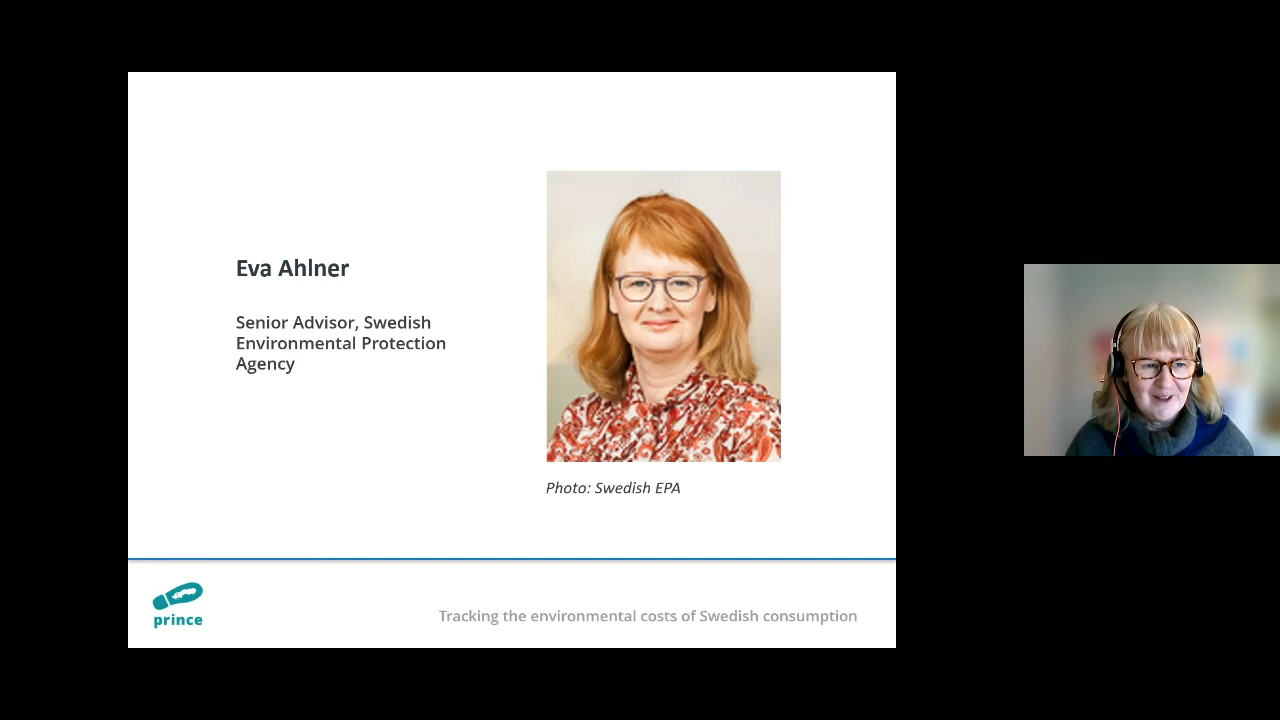 Eva Ahlner
Senior Advisor, Swedish
Environmental Protection
Agency
Photo: Swedish EPA
prince
Tracking the environmental costs of Swedish consumption